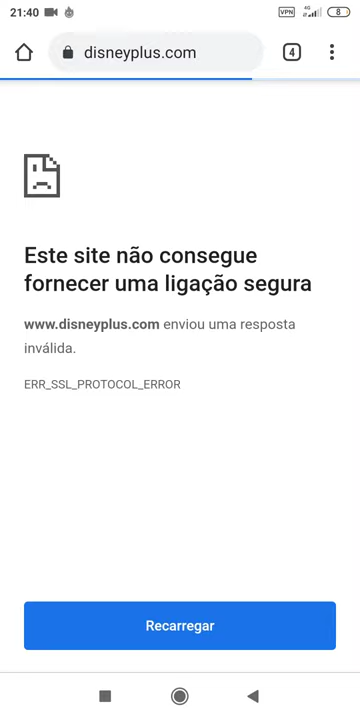 21:40 VPN 4G 8
disneyplus.com 4
Este site não consegue
fornecer uma ligação segura
www.disneyplus.com enviou uma resposta
inválida.
ERR_SSL_PROTOCOL_ERROR
Recarregar